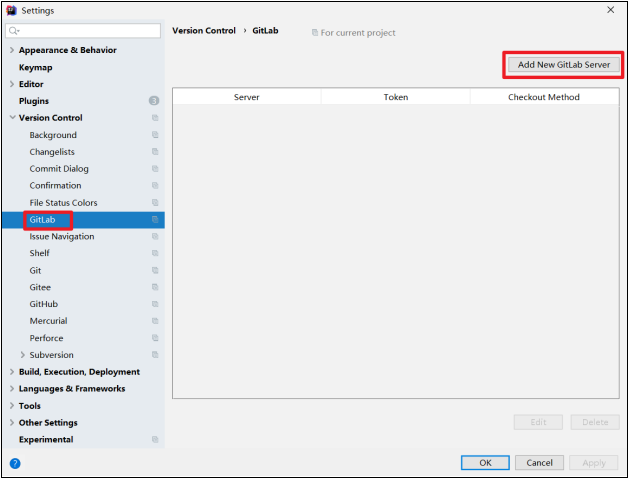 Settings
Version Control › GitLab
For current project
Appearance & Behavior
Keymap
Editor
Plugins
3
Version Control
Background
Changelists
Commit Dialog
Confirmation
File Status Colors
GitLab
Issue Navigation
Shelf
Git
Gitee
GitHub
Mercurial
Perforce
Subversion
Build, Execution, Deployment
Languages & Frameworks
Tools
Other Settings
Experimental
Add New GitLab Server
Server Token Checkout Method
Edit Delete
?
OK Cancel Apply